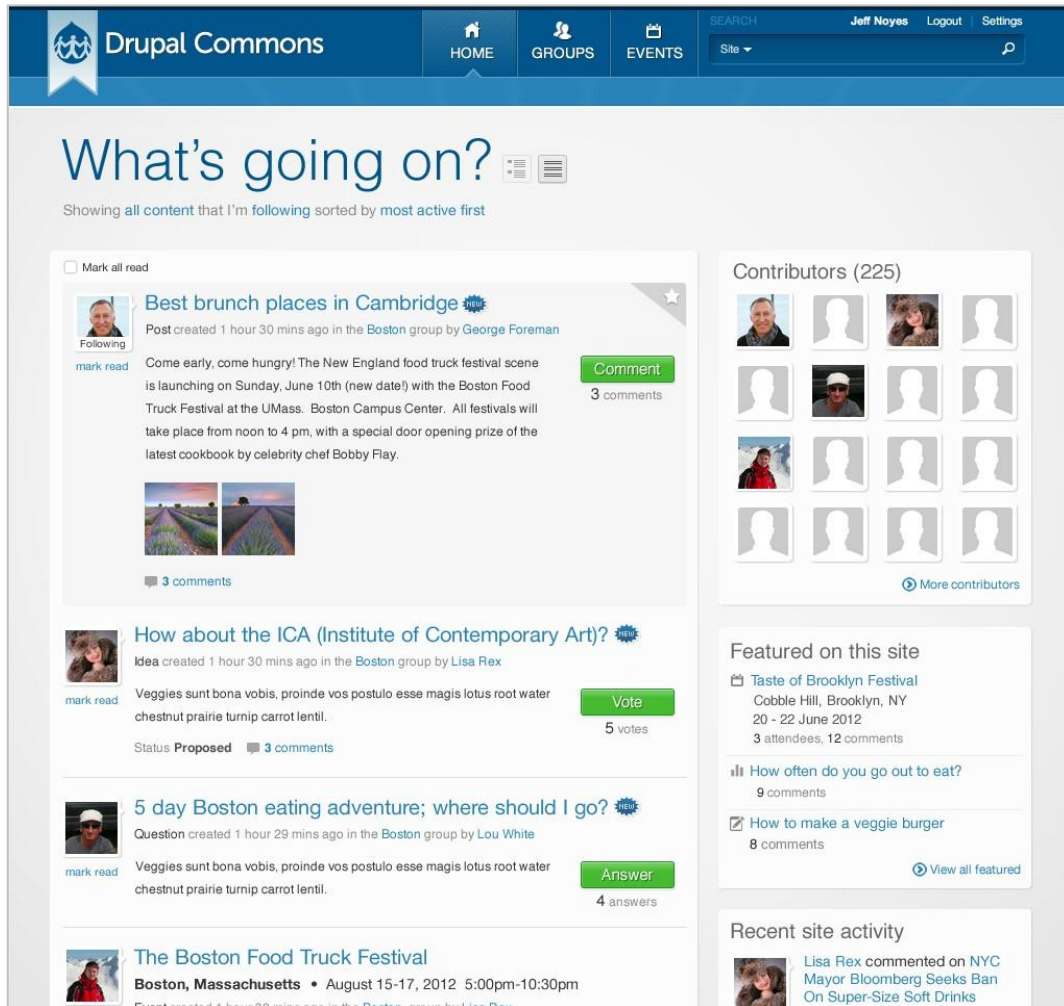 Drupal Commons
HOME
GROUPS
EVENTS
SEARCH
Jeff Noyes Logout Settings
Site
What's going on?
Showing all content that I'm following sorted by most active first
Mark all read
Best brunch places in Cambridge NEW
Post created 1 hour 30 mins ago in the Boston group by George Foreman
Following
mark read
Come early, come hungry! The New England food truck festival scene
is launching on Sunday, June 10th (new date!) with the Boston Food
Truck Festival at the UMass. Boston Campus Center. All festivals will
take place from noon to 4 pm, with a special door opening prize of the
latest cookbook by celebrity chef Bobby Flay.
Comment
3 comments
3 comments
How about the ICA (Institute of Contemporary Art)? NEW
Idea created 1 hour 30 mins ago in the Boston group by Lisa Rex
mark read
Veggies sunt bona vobis, proinde vos postulo esse magis lotus root water
chestnut prairie turnip carrot lentil.
Vote
5 votes
Status Proposed 3 comments
5 day Boston eating adventure; where should I go? NEW
Question created 1 hour 29 mins ago in the Boston group by Lou White
mark read
Veggies sunt bona vobis, proinde vos postulo esse magis lotus root water
chestnut prairie turnip carrot lentil.
Answer
4 answers
The Boston Food Truck Festival
Boston, Massachusetts • August 15-17, 2012 5:00pm-10:30pm
Contributors (225)
More contributors
Featured on this site
Taste of Brooklyn Festival
Cobble Hill, Brooklyn, NY
20 - 22 June 2012
3 attendees, 12 comments
How often do you go out to eat?
9 comments
How to make a veggie burger
8 comments
View all featured
Recent site activity
Lisa Rex commented on NYC
Mayor Bloomberg Seeks Ban
On Super-Size Soft Drinks